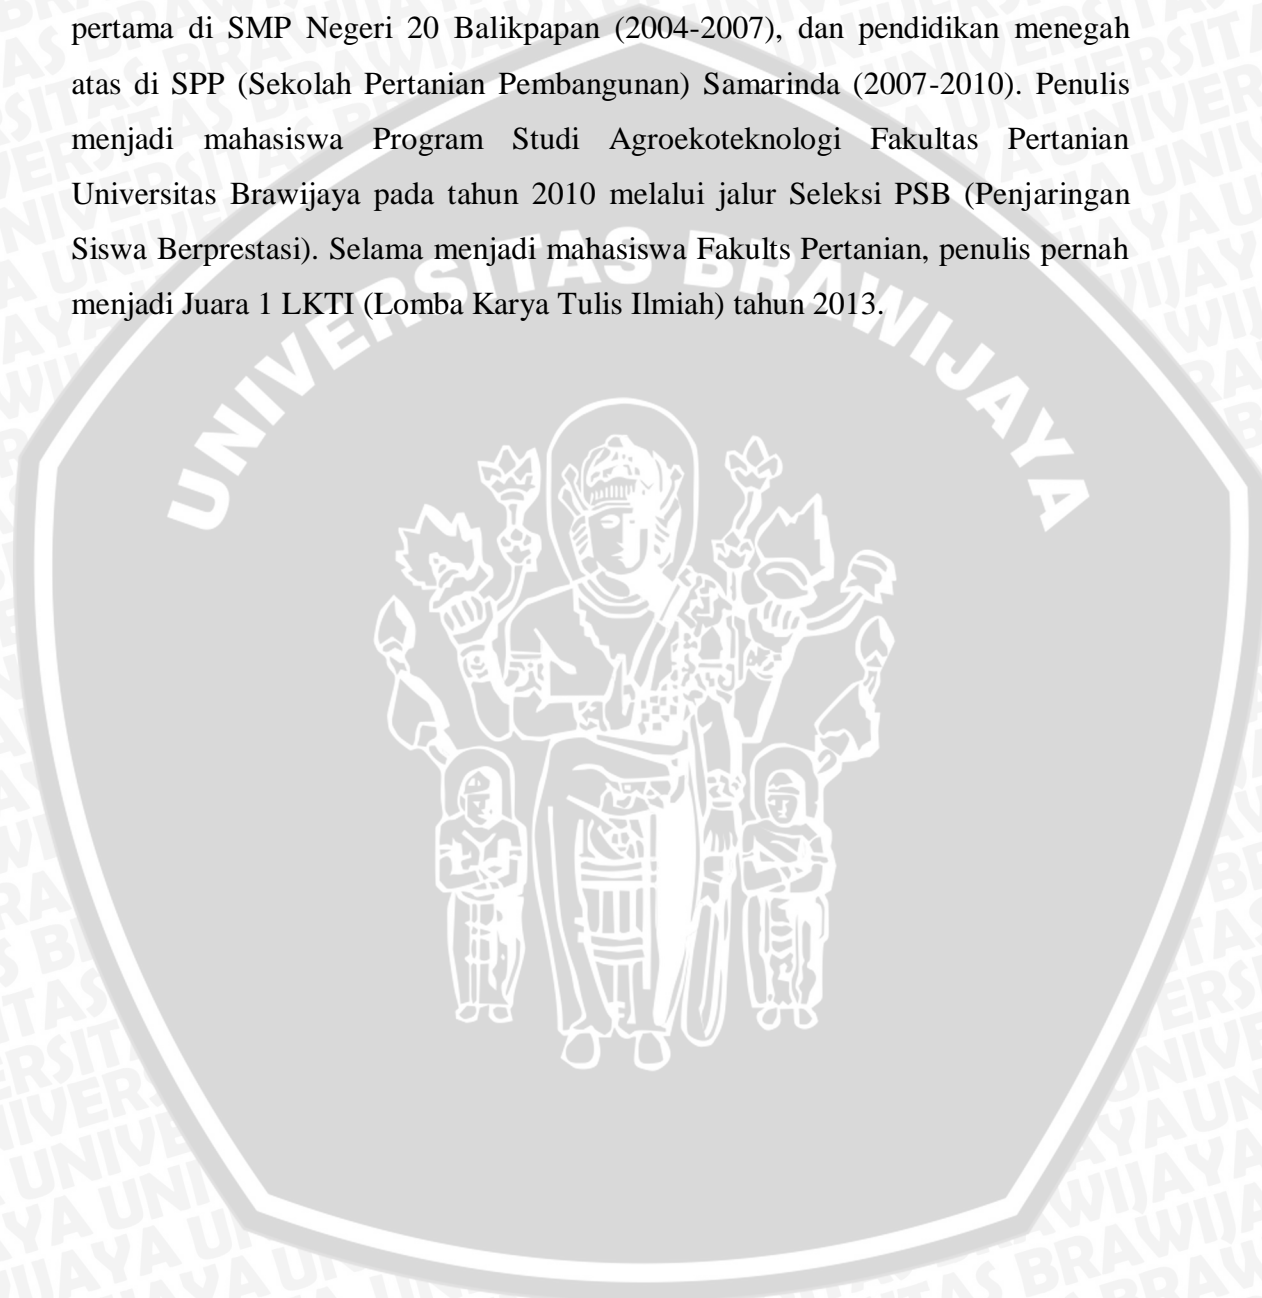 pertama di SMP Negeri 20 Balikpapan (2004-2007), dan pendidikan menegah
atas di SPP (Sekolah Pertanian Pembangunan) Samarinda (2007-2010). Penulis
menjadi mahasiswa Program Studi Agroekoteknologi Fakultas Pertanian
Universitas Brawijaya pada tahun 2010 melalui jalur Seleksi PSB (Penjaringan
Siswa Berprestasi). Selama menjadi mahasiswa Fakults Pertanian, penulis pernah
menjadi Juara 1 LKTI (Lomba Karya Tulis Ilmiah) tahun 2013.
UNIVERSITAS BRAWIJAYA